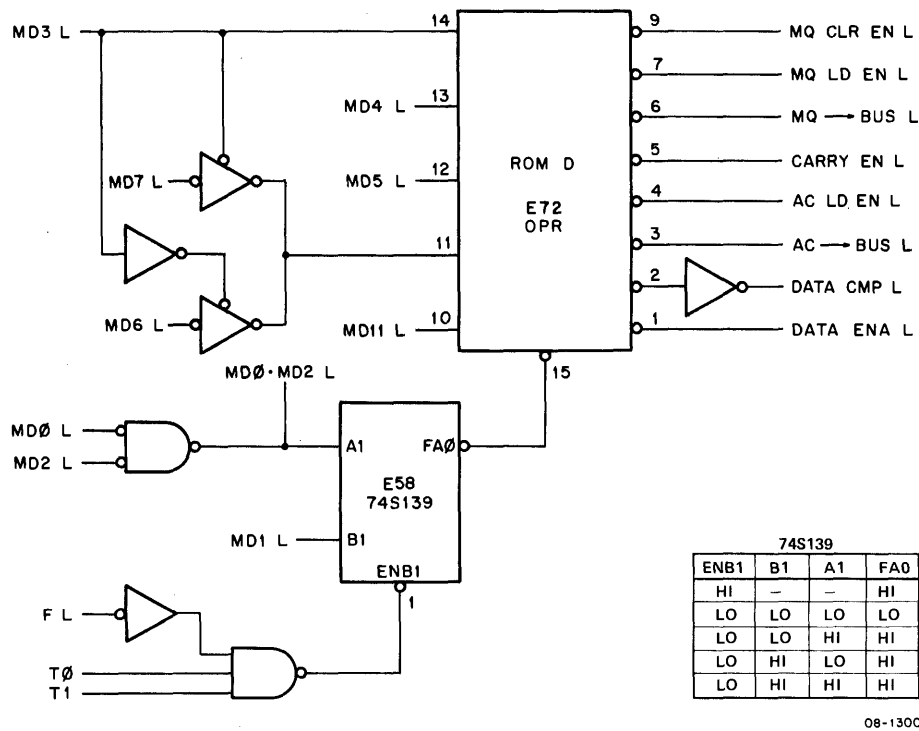 MD3 L
14
9
MQ CLR EN L
7
MQ LD EN L
MD4 L
13
6
MQ → BUS L
ROM D
5
CARRY EN L
MD7 L
MD5 L
12
E72
OPR
4
AC LD EN L
11
3
AC → BUS L
2
DATA CMP L
MD6 L
MD11 L
10
1
DATA ENA L
MDØ·MD2 L
15
MDØ L
MD2 L
A1
FAØ
E58
74S139
MD1 L
B1
ENB1
1
F L
TØ
T1
74S139
ENB1 B1 A1 FA0
HI – – HI
LO LO LO LO
LO LO HI HI
LO HI LO HI
LO HI HI HI
08-1300